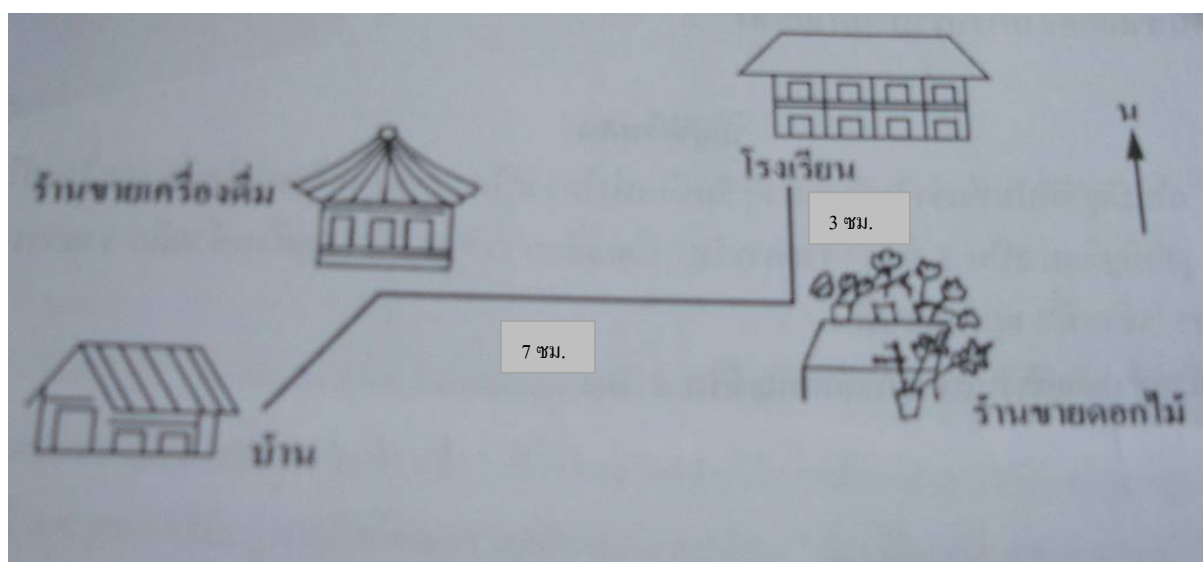 โรงเรียน
น
ร้านขายเครื่องดื่ม
3 ซม.
7 ซม.
ร้านขายดอกไม้
บ้าน